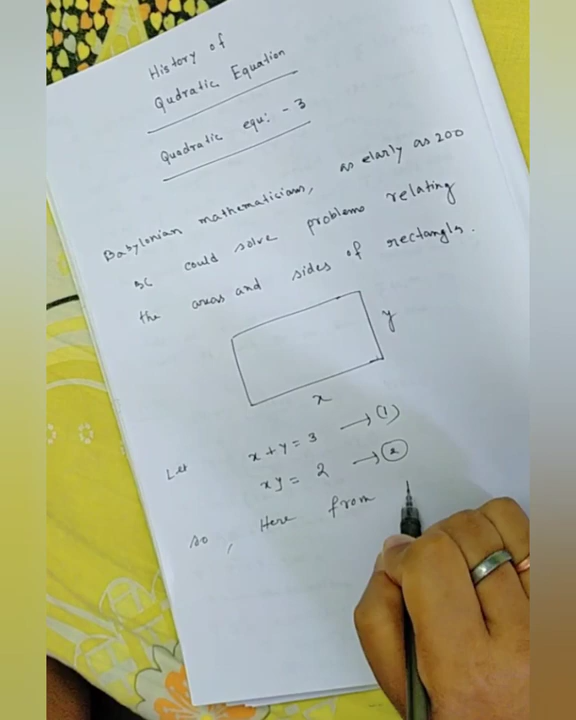 History of
Qudratic Equation
Quadratic equ: - 3
Babylonian mathematicians, as elarly as 200
BC could solve problems relating
the areas and sides of rectangls.
y
x
Let x + y = 3 → (1)
xy = 2 → (2)
so, Here from